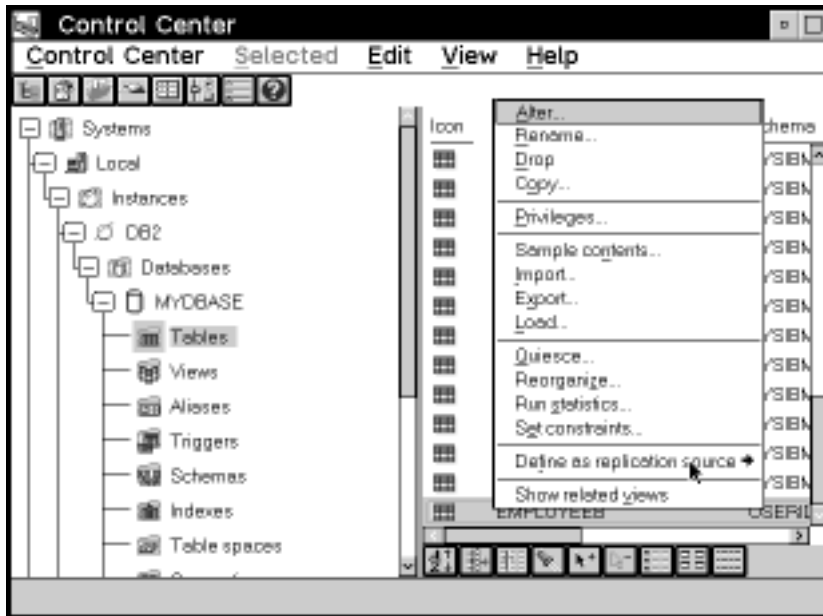 Control Center
Control Center Selected Edit View Help
Systems
Local
Instances
DB2
Databases
MYDBASE
Tables
Views
Aliases
Triggers
Schemas
Indexes
Table spaces
Icon
Alter...
Rename...
Drop
Copy...
Privileges...
Sample contents...
Import...
Export...
Load...
Quiesce...
Reorganize...
Run statistics...
Set constraints...
Define as replication source
Show related views